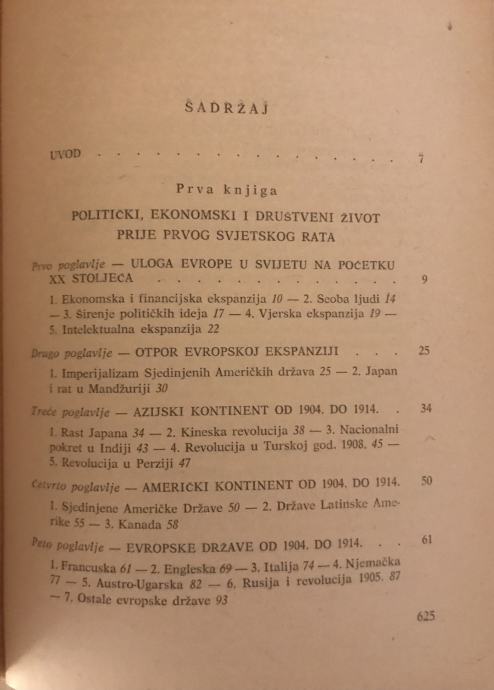 SADRŽAJ
UVOD . . . . . . . . . . . . . . . . 7
Prva knjiga
POLITIČKI, EKONOMSKI I DRUŠTVENI ŽIVOT
PRIJE PRVOG SVJETSKOG RATA
Prvo poglavlje — ULOGA EVROPE U SVIJETU NA POČETKU
XX STOLJEĆA . . . . . . . . . . . . 9
1. Ekonomska i financijska ekspanzija 10 — 2. Seoba ljudi 14
— 3. Širenje političkih ideja 17 — 4. Vjerska ekspanzija 19 —
5. Intelektualna ekspanzija 22
Drugo poglavlje — OTPOR EVROPSKOJ EKSPANZIJI . . . 25
1. Imperijalizam Sjedinjenih Američkih država 25 — 2. Japan
i rat u Mandžuriji 30
Treće poglavlje — AZIJSKI KONTINENT OD 1904. DO 1914. . 34
1. Rast Japana 34 — 2. Kineska revolucija 38 — 3. Nacionalni
pokret u Indiji 43 — 4. Revolucija u Turskoj god. 1908. 45 —
5. Revolucija u Perziji 47
Četvrto poglavlje — AMERIČKI KONTINENT OD 1904. DO 1914. 50
1. Sjedinjene Američke Države 50 — 2. Države Latinske Ame-
rike 55 — 3. Kanada 58
Peto poglavlje — EVROPSKE DRŽAVE OD 1904. DO 1914. . . 61
1. Francuska 61 — 2. Engleska 69 — 3. Italija 74 — 4. Njemačka
77 — 5. Austro-Ugarska 82 — 6. Rusija i revolucija 1905. 87
— 7. Ostale evropske države 93
625